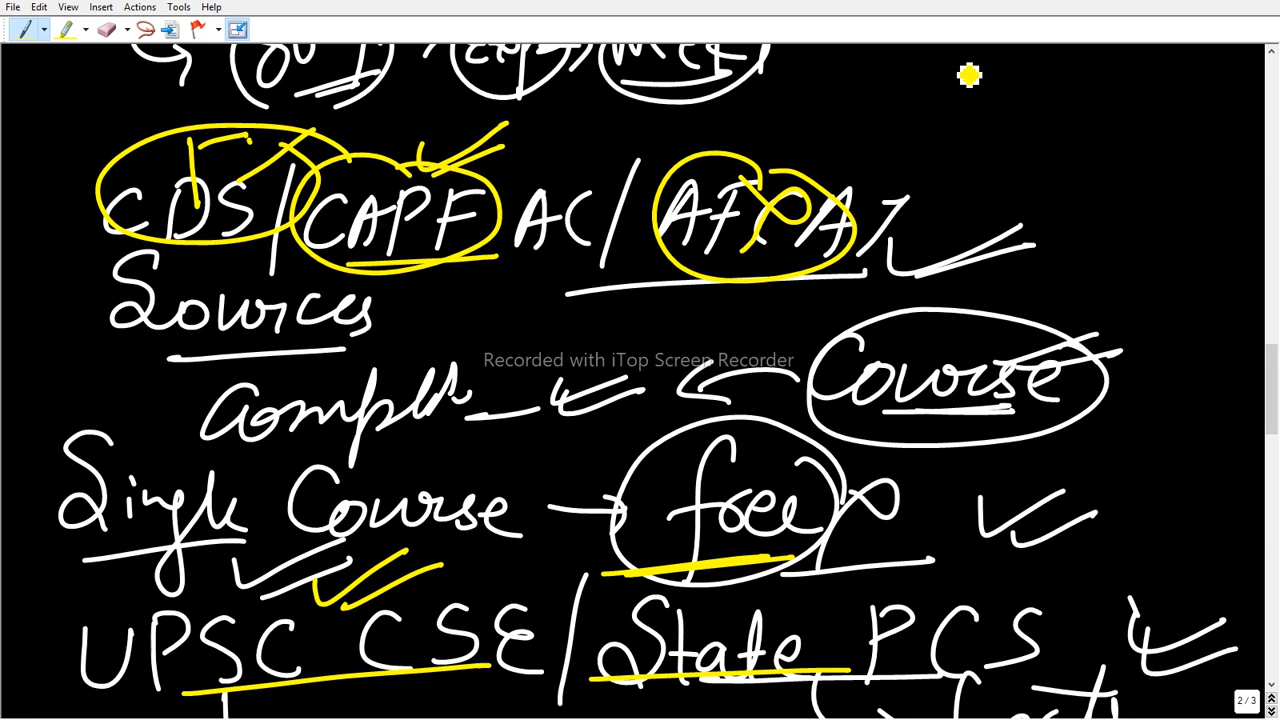 File Edit View Insert Actions Tools Help
CDS / CAPF AC / AFCAT
Sources
Recorded with iTop Screen Recorder
Course
Single Course → free
UPSC CSE / State PCS
2 / 3